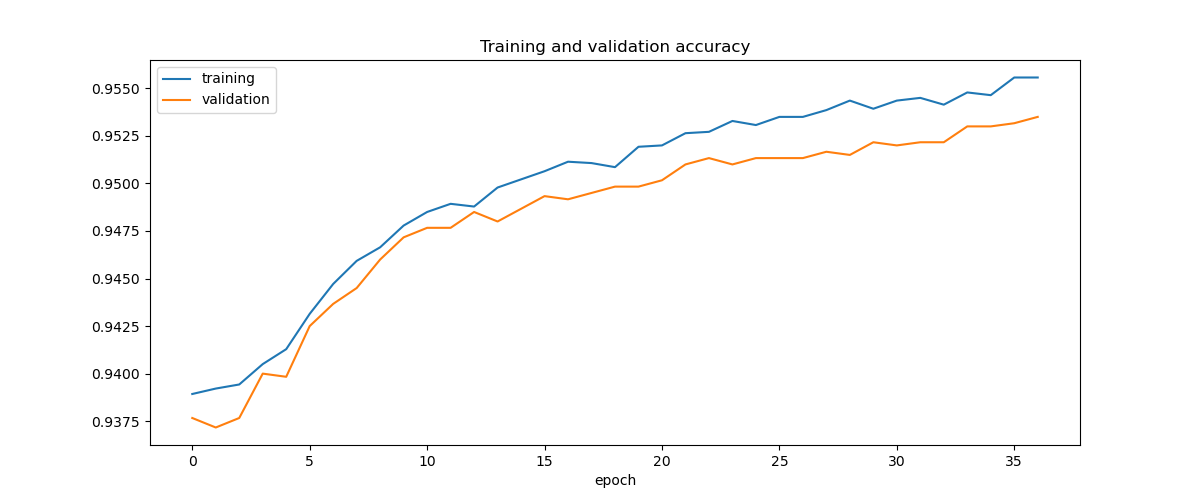 Training and validation accuracy
training
validation
0.9550
0.9525
0.9500
0.9475
0.9450
0.9425
0.9400
0.9375
0 5 10 15 20 25 30 35
epoch